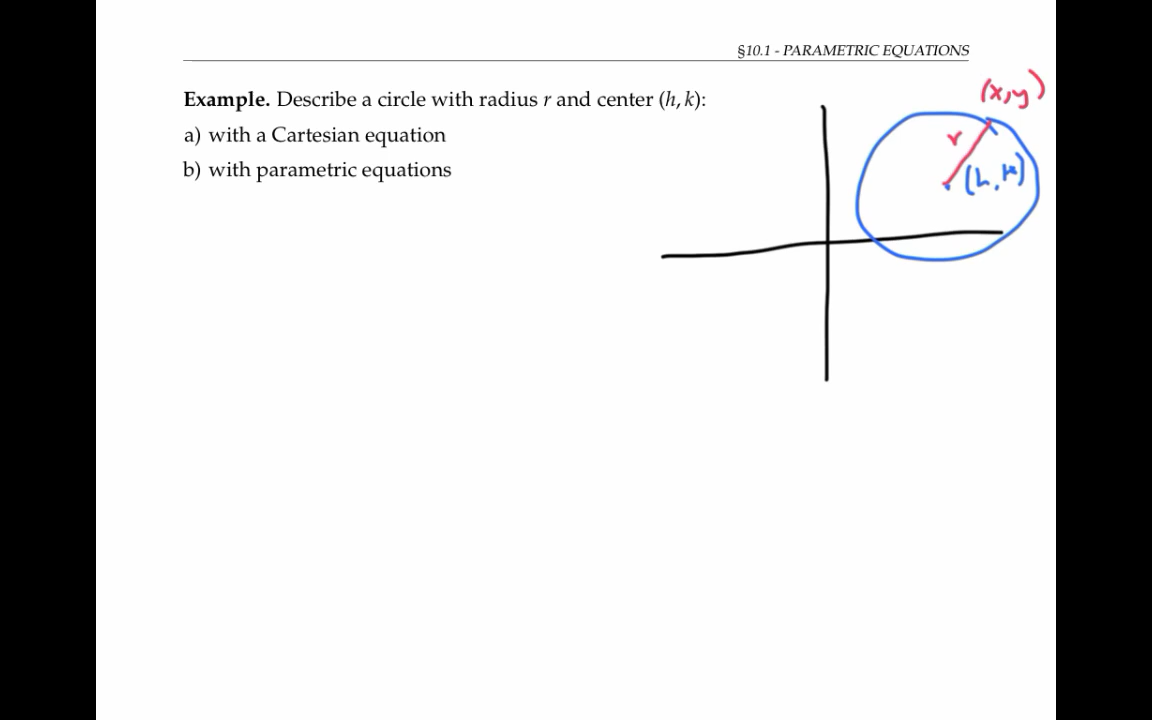 §10.1 - PARAMETRIC EQUATIONS
Example. Describe a circle with radius r and center (h, k):
a) with a Cartesian equation
b) with parametric equations
(x,y)
r
(h,k)